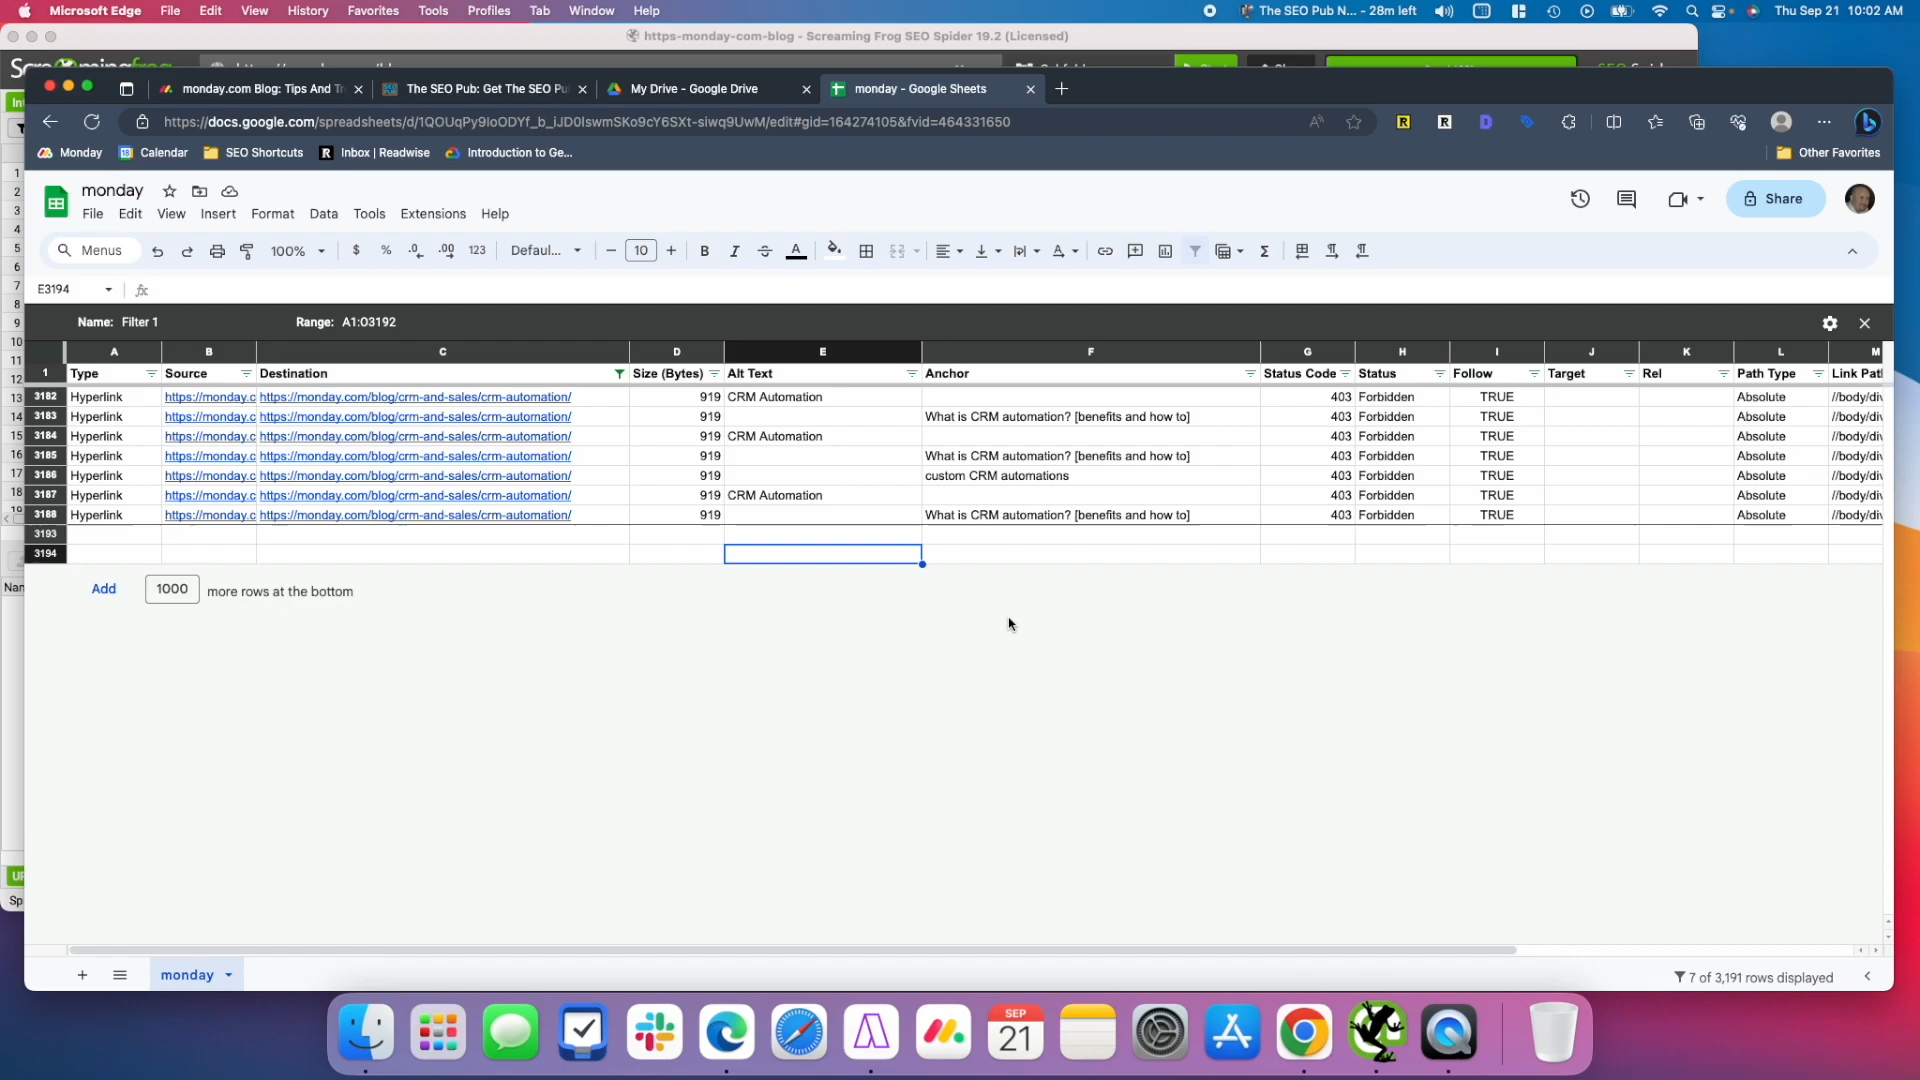 Microsoft Edge File Edit View History Favorites Tools Profiles Tab Window Help The SEO Pub N... - 28m left Thu Sep 21 10:02 AM
https-monday-com-blog - Screaming Frog SEO Spider 19.2 (Licensed)
monday.com Blog: Tips And Tr The SEO Pub: Get The SEO Pu My Drive - Google Drive monday - Google Sheets
https://docs.google.com/spreadsheets/d/1QOUqPy9IoODYf_b_iJD0IswmSKo9cY6SXt-siwq9UwM/edit#gid=164274105&fvid=464331650
Monday Calendar SEO Shortcuts Inbox | Readwise Introduction to Ge... Other Favorites
monday
File Edit View Insert Format Data Tools Extensions Help
Share
Menus 100% $ % .0 .00 123 Defaul... 10 B I A Σ
E3194 fx
Name: Filter 1 Range: A1:O3192
A B C D E F G H I J K L M
1 Type Source Destination Size (Bytes) Alt Text Anchor Status Code Status Follow Target Rel Path Type Link Pat
3182 Hyperlink https://monday.c https://monday.com/blog/crm-and-sales/crm-automation/ 919 CRM Automation 403 Forbidden TRUE Absolute //body/di
3183 Hyperlink https://monday.c https://monday.com/blog/crm-and-sales/crm-automation/ 919 What is CRM automation? [benefits and how to] 403 Forbidden TRUE Absolute //body/di
3184 Hyperlink https://monday.c https://monday.com/blog/crm-and-sales/crm-automation/ 919 CRM Automation 403 Forbidden TRUE Absolute //body/di
3185 Hyperlink https://monday.c https://monday.com/blog/crm-and-sales/crm-automation/ 919 What is CRM automation? [benefits and how to] 403 Forbidden TRUE Absolute //body/di
3186 Hyperlink https://monday.c https://monday.com/blog/crm-and-sales/crm-automation/ 919 custom CRM automations 403 Forbidden TRUE Absolute //body/di
3187 Hyperlink https://monday.c https://monday.com/blog/crm-and-sales/crm-automation/ 919 CRM Automation 403 Forbidden TRUE Absolute //body/di
3188 Hyperlink https://monday.c https://monday.com/blog/crm-and-sales/crm-automation/ 919 What is CRM automation? [benefits and how to] 403 Forbidden TRUE Absolute //body/di
3193
3194
Add 1000 more rows at the bottom
monday
7 of 3,191 rows displayed
SEP
21